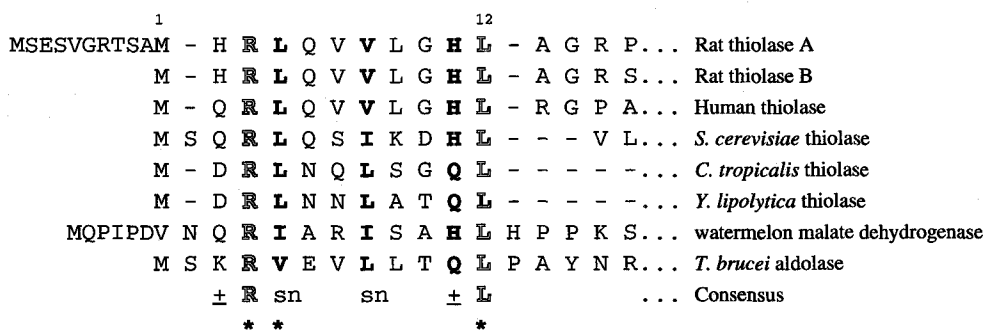 1 12
MSESVGRTSAM - H R L Q V V L G H L - A G R P... Rat thiolase A
M - H R L Q V V L G H L - A G R S... Rat thiolase B
M - Q R L Q V V L G H L - R G P A... Human thiolase
M S Q R L Q S I K D H L - - - V L... S. cerevisiae thiolase
M - D R L N Q L S G Q L - - - - -... C. tropicalis thiolase
M - D R L N N L A T Q L - - - - -... Y. lipolytica thiolase
MQPIPDV N Q R I A R I S A H L H P P K S... watermelon malate dehydrogenase
M S K R V E V L L T Q L P A Y N R... T. brucei aldolase
± R sn sn ± L ... Consensus
* * *